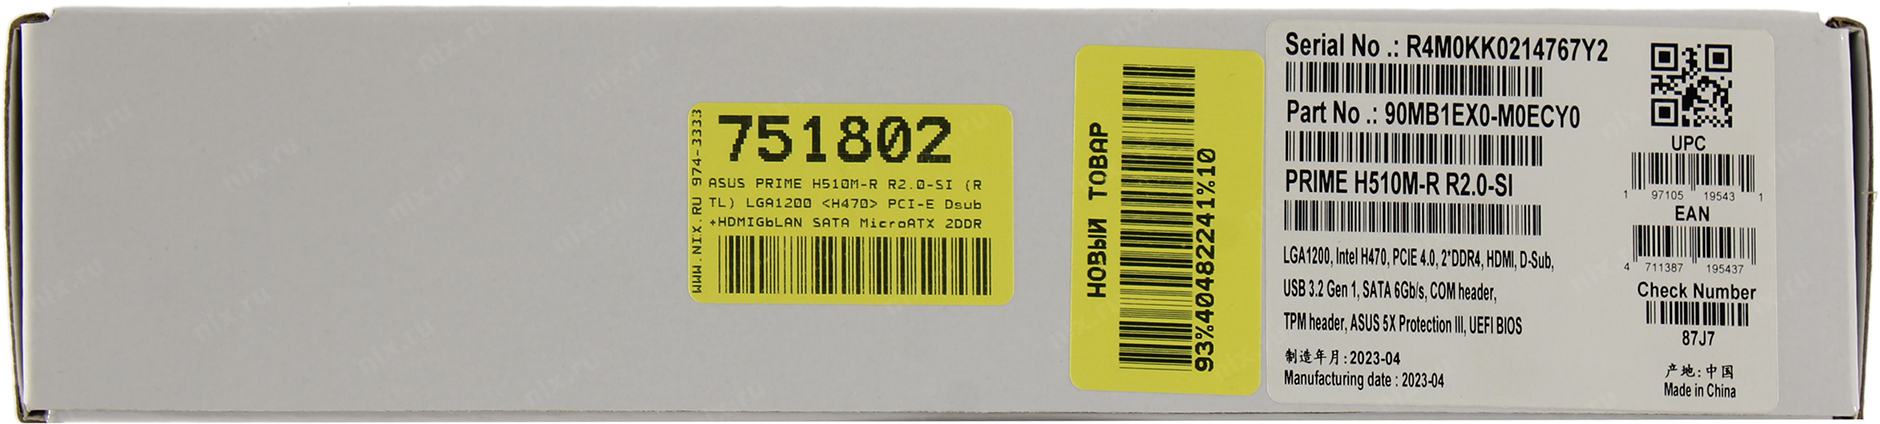 WWW.NIX.RU 974-3333
751802
ASUS PRIME H510M-R R2.0-SI (R
TL) LGA1200 <H470> PCI-E Dsub
+HDMIGbLAN SATA MicroATX 2DDR
НОВЫЙ ТОВАР
93%40482241%10
Serial No .: R4M0KK0214767Y2
Part No .: 90MB1EX0-M0ECY0
PRIME H510M-R R2.0-SI
LGA1200, Intel H470, PCIE 4.0, 2*DDR4, HDMI, D-Sub,
USB 3.2 Gen 1, SATA 6Gb/s, COM header,
TPM header, ASUS 5X Protection III, UEFI BIOS
制造年月: 2023-04
Manufacturing date : 2023-04
UPC
1 97105 19543 1
EAN
4 711387 195437
Check Number
87J7
产地: 中国
Made in China
nix.ru